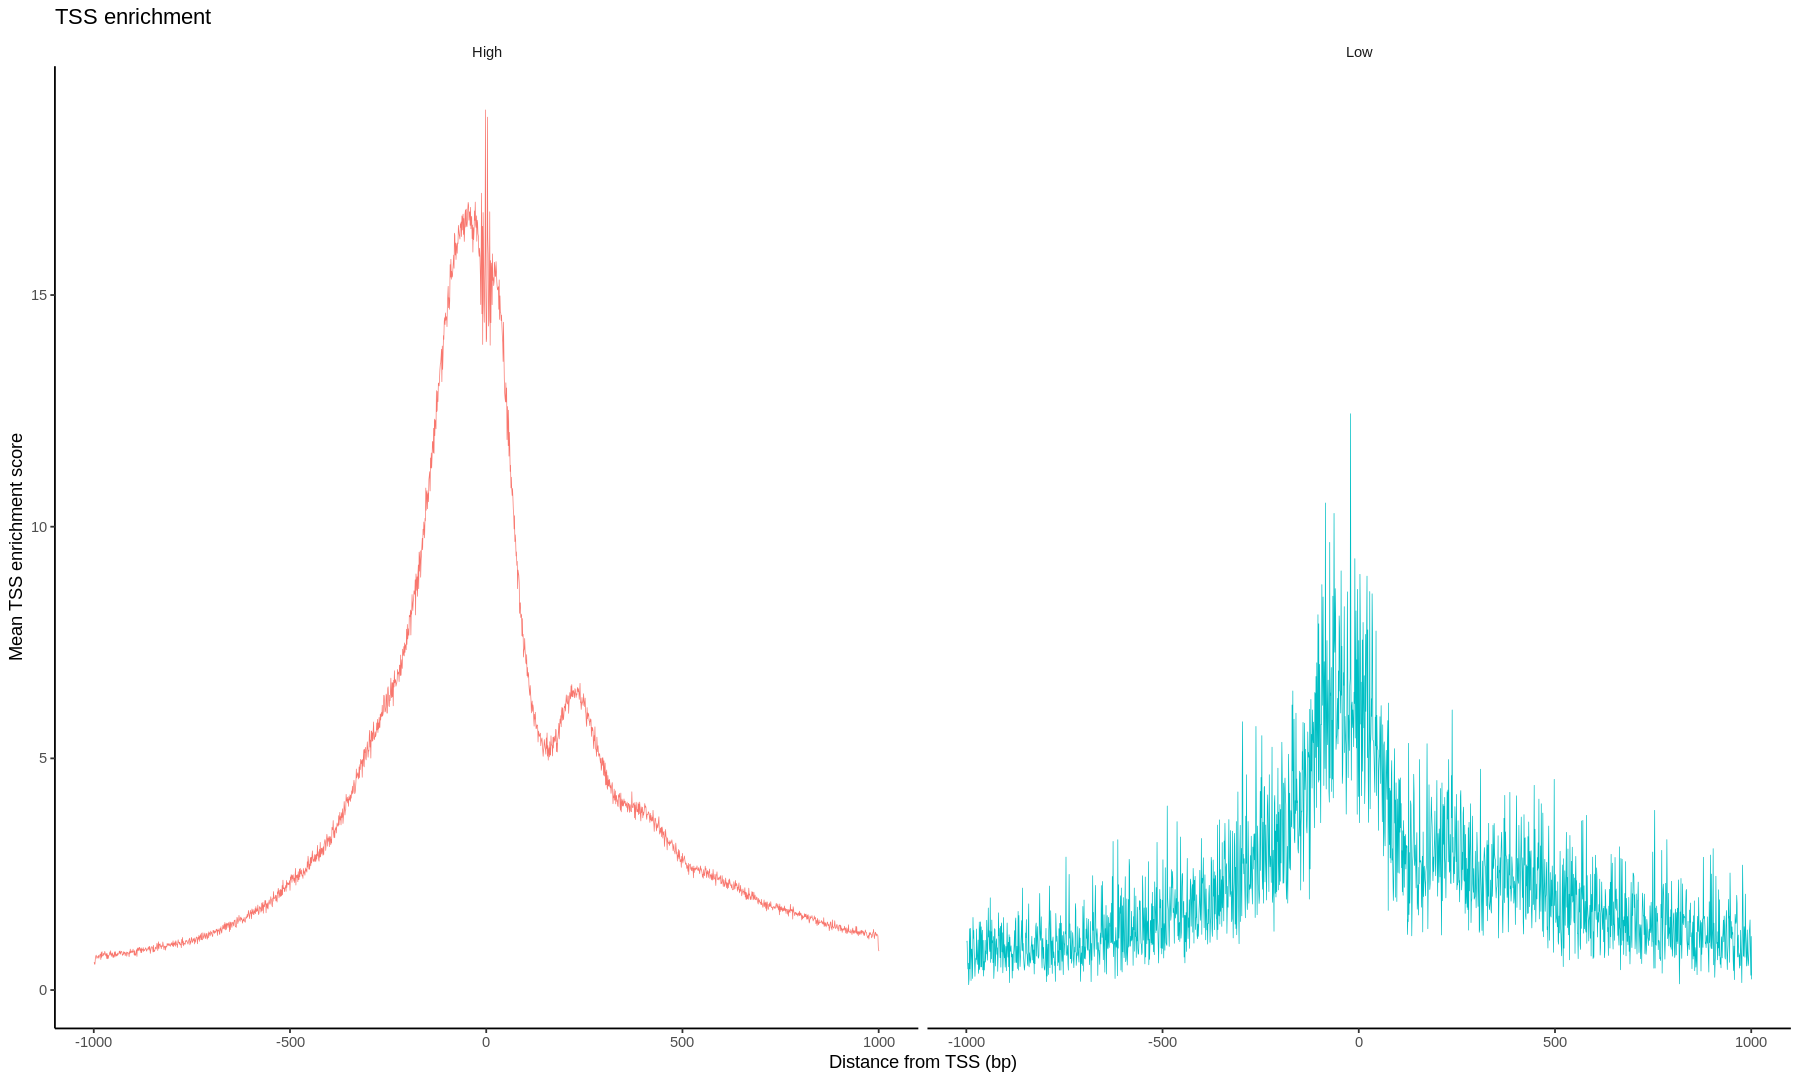 TSS enrichment
High
Low
Mean TSS enrichment score
15
10
5
0
-1000 -500 0 500 1000
-1000 -500 0 500 1000
Distance from TSS (bp)